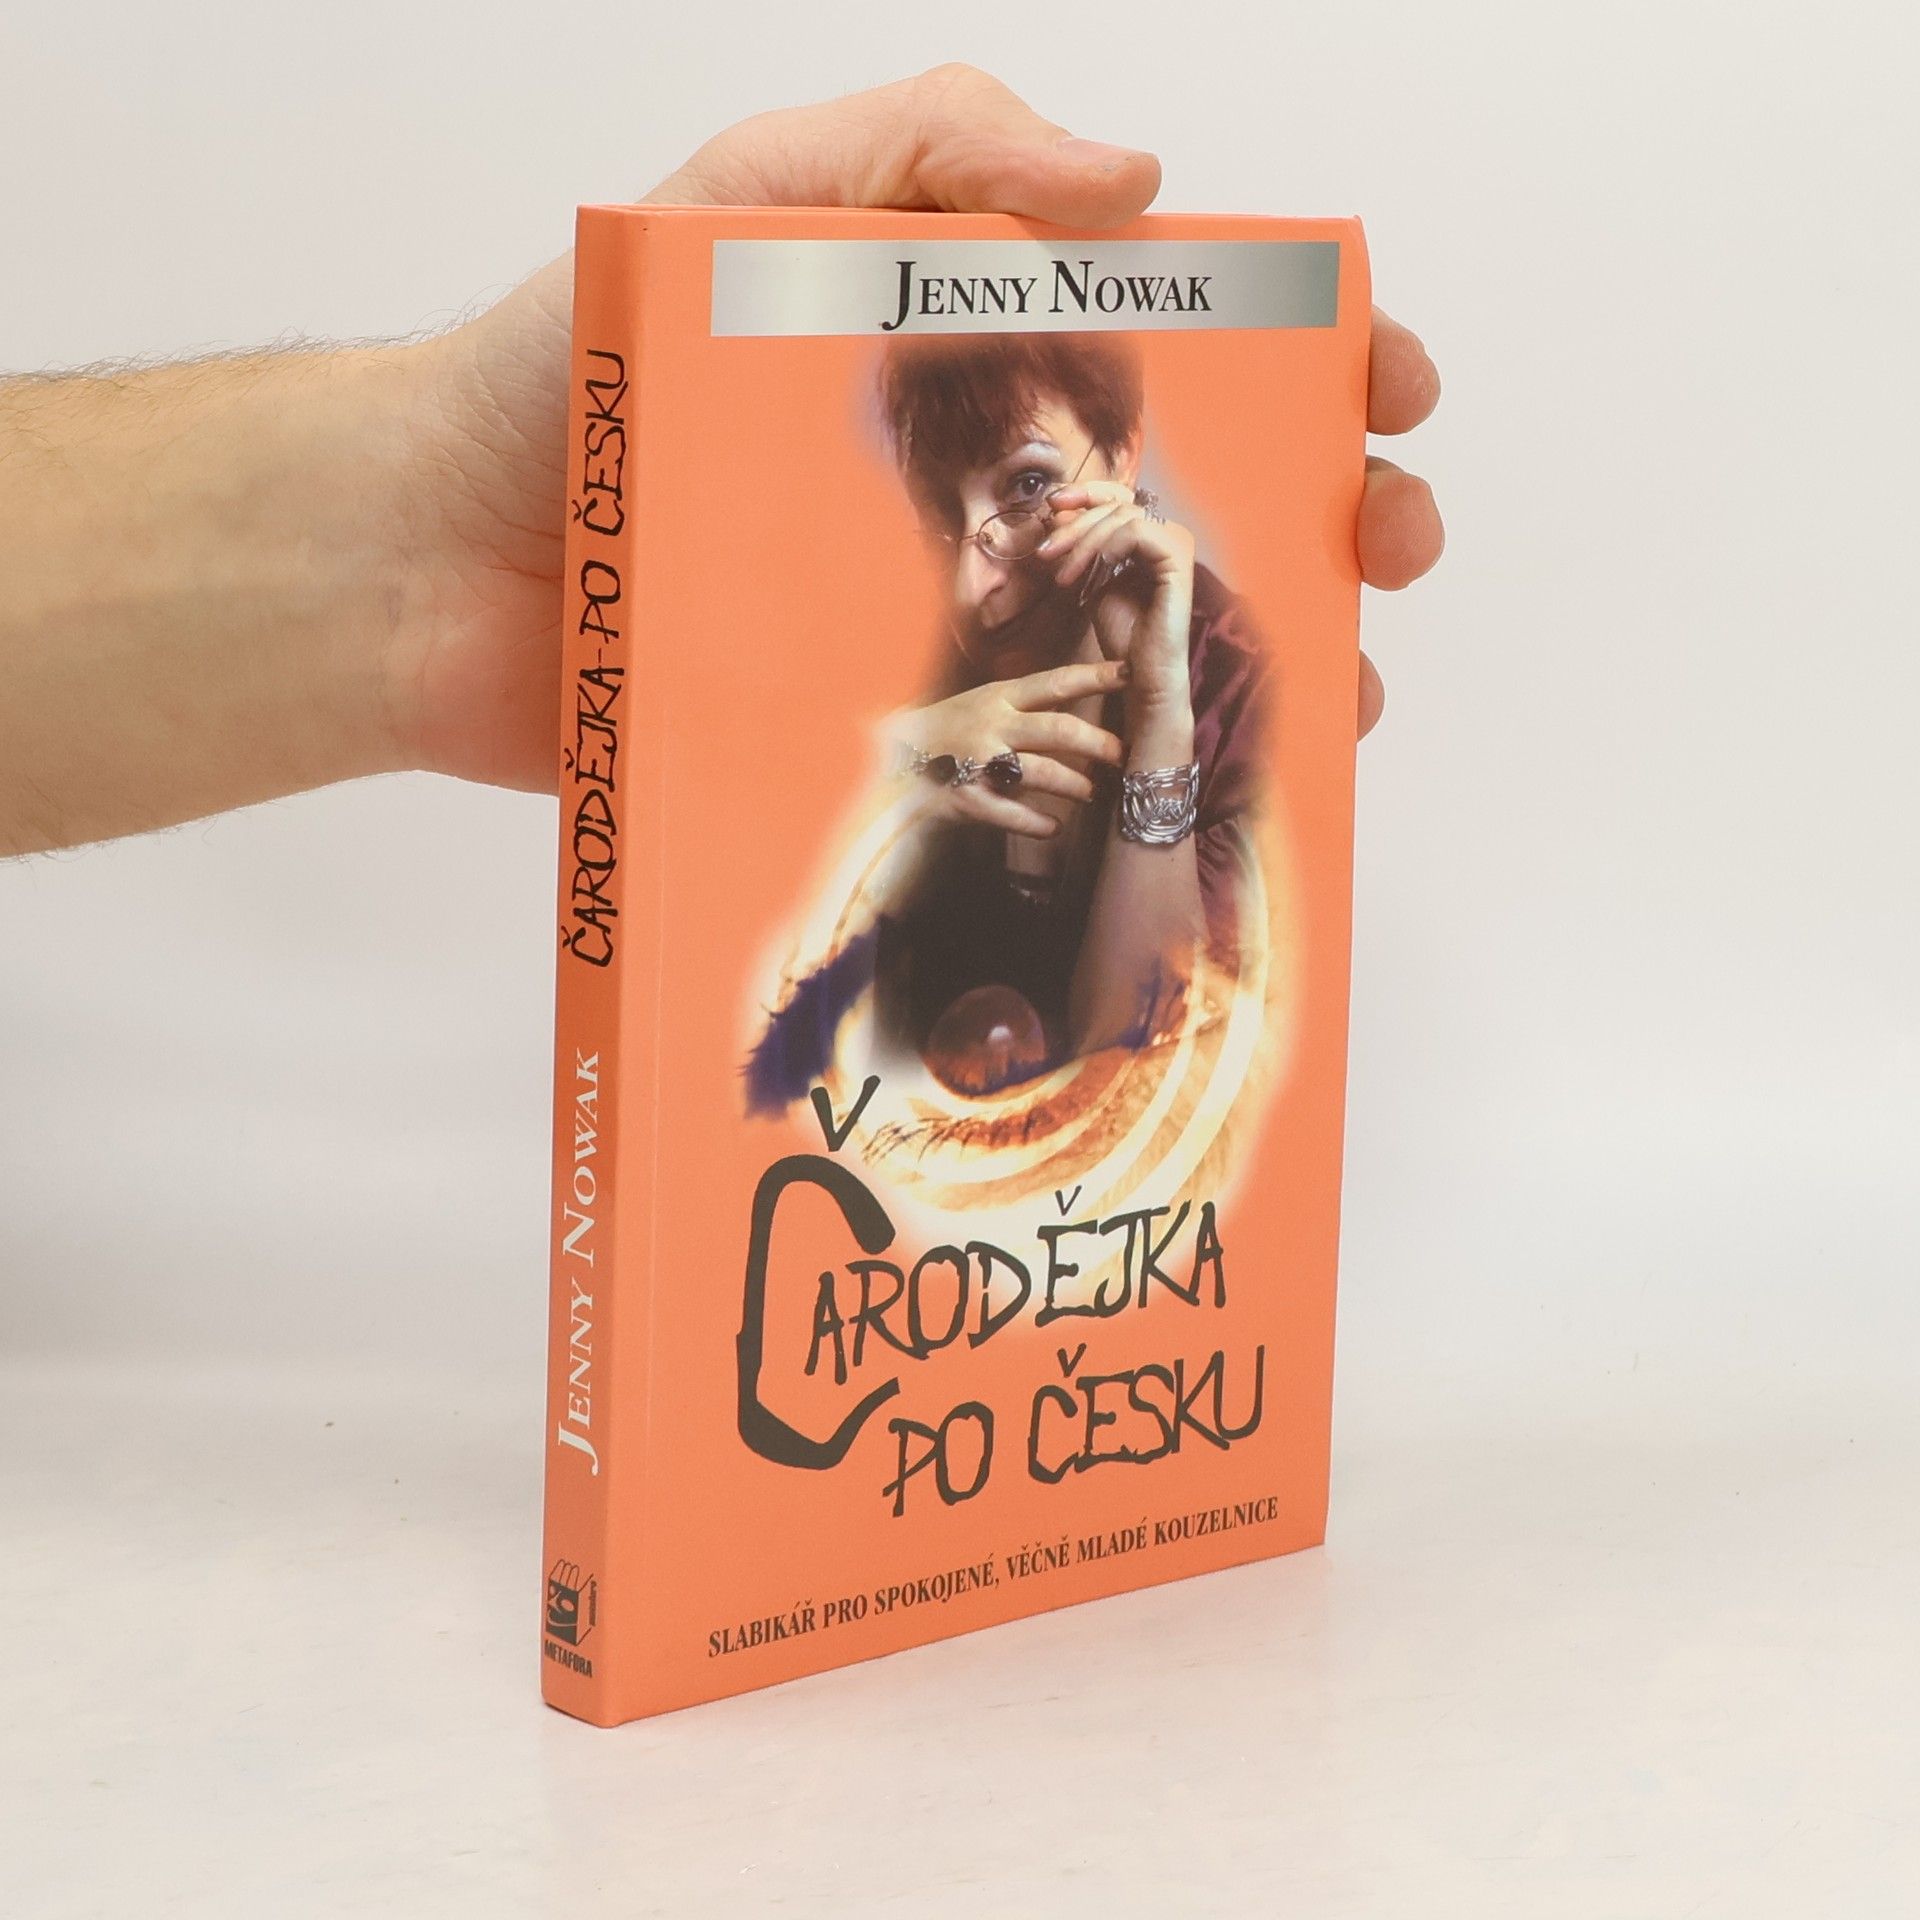 JENNY NOWAK
ČARODĚJKA
PO ČESKU
SLABIKÁŘ PRO SPOKOJENÉ, VĚČNĚ MLADÉ KOUZELNICE
JENNY NOWAK ČARODĚJKA PO ČESKU
METAFORA